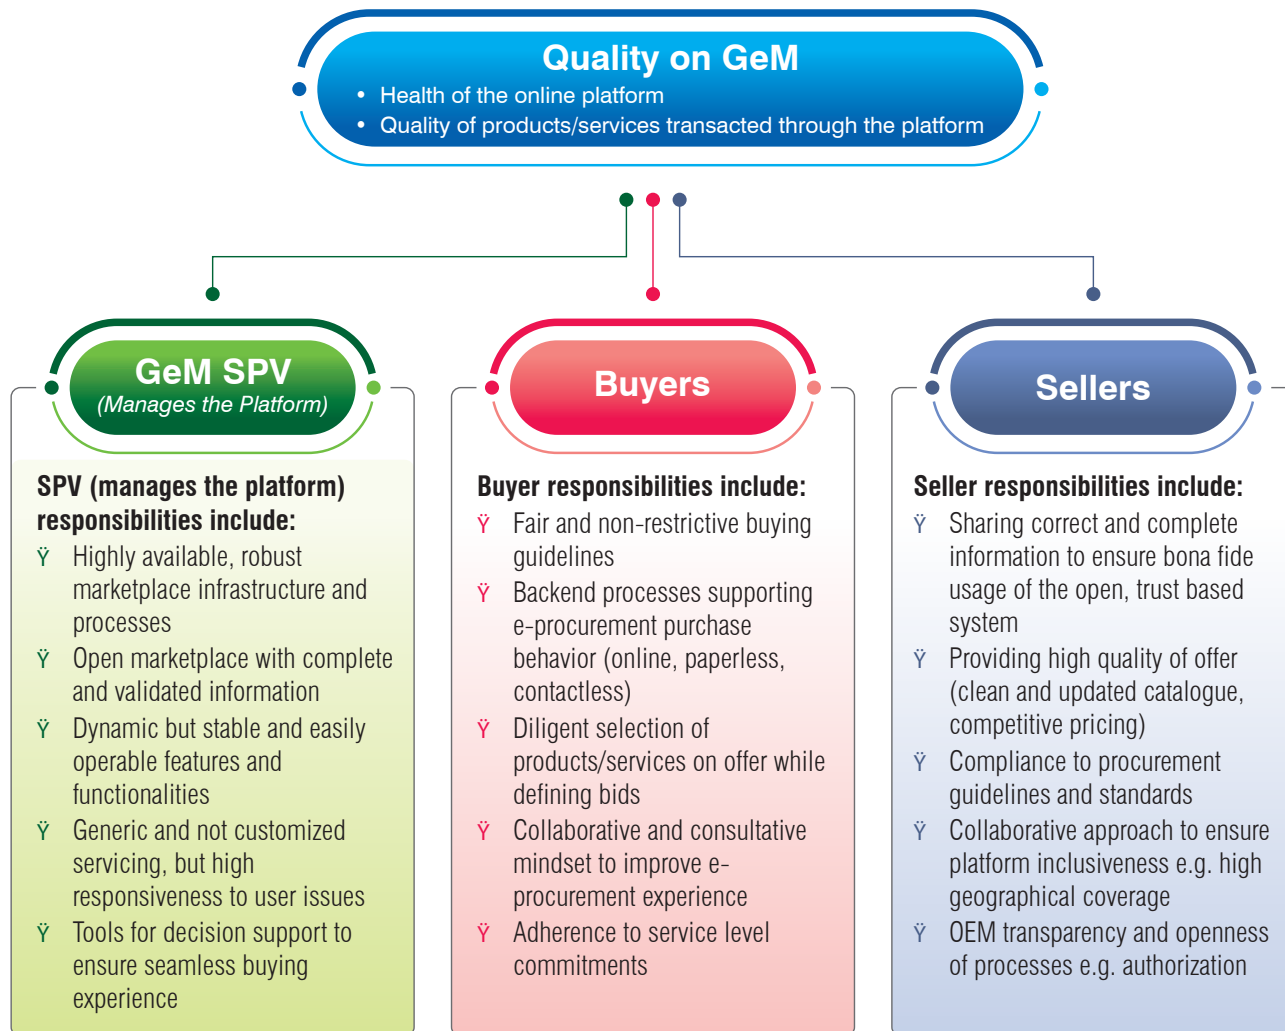 Quality on GeM
• Health of the online platform
• Quality of products/services transacted through the platform
GeM SPV
(Manages the Platform)
SPV (manages the platform)
responsibilities include:
Ÿ Highly available, robust
marketplace infrastructure and
processes
Ÿ Open marketplace with complete
and validated information
Ÿ Dynamic but stable and easily
operable features and
functionalities
Ÿ Generic and not customized
servicing, but high
responsiveness to user issues
Ÿ Tools for decision support to
ensure seamless buying
experience
Buyers
Buyer responsibilities include:
Ÿ Fair and non-restrictive buying
guidelines
Ÿ Backend processes supporting
e-procurement purchase
behavior (online, paperless,
contactless)
Ÿ Diligent selection of
products/services on offer while
defining bids
Ÿ Collaborative and consultative
mindset to improve e-
procurement experience
Ÿ Adherence to service level
commitments
Sellers
Seller responsibilities include:
Ÿ Sharing correct and complete
information to ensure bona fide
usage of the open, trust based
system
Ÿ Providing high quality of offer
(clean and updated catalogue,
competitive pricing)
Ÿ Compliance to procurement
guidelines and standards
Ÿ Collaborative approach to ensure
platform inclusiveness e.g. high
geographical coverage
Ÿ OEM transparency and openness
of processes e.g. authorization